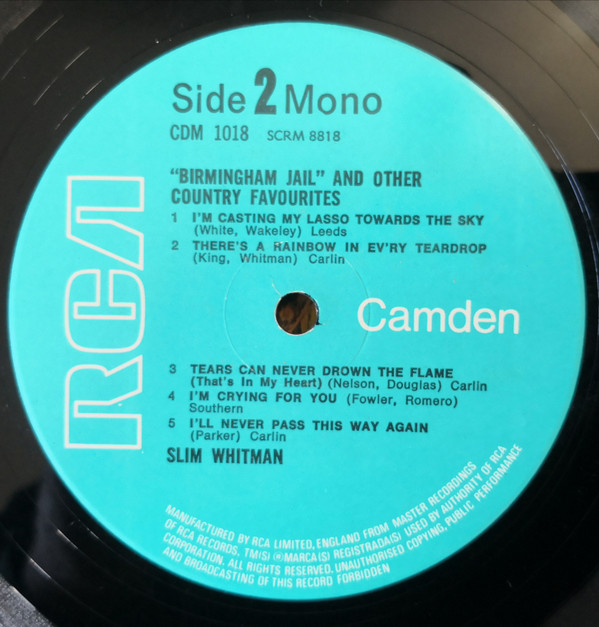 Side 2 Mono
CDM 1018 SCRM 8818
"BIRMINGHAM JAIL" AND OTHER
COUNTRY FAVOURITES
1 I'M CASTING MY LASSO TOWARDS THE SKY
(White, Wakeley) Leeds
2 THERE'S A RAINBOW IN EV'RY TEARDROP
(King, Whitman) Carlin
RCA
Camden
3 TEARS CAN NEVER DROWN THE FLAME
(That's In My Heart) (Nelson, Douglas) Carlin
4 I'M CRYING FOR YOU (Fowler, Romero)
Southern
5 I'LL NEVER PASS THIS WAY AGAIN
(Parker) Carlin
SLIM WHITMAN
MANUFACTURED BY RCA LIMITED, ENGLAND FROM MASTER RECORDINGS
OF RCA RECORDS. TM(S) ® MARCA(S) REGISTRADA(S) USED BY AUTHORITY OF RCA
CORPORATION. ALL RIGHTS RESERVED. UNAUTHORISED COPYING, PUBLIC PERFORMANCE
AND BROADCASTING OF THIS RECORD FORBIDDEN